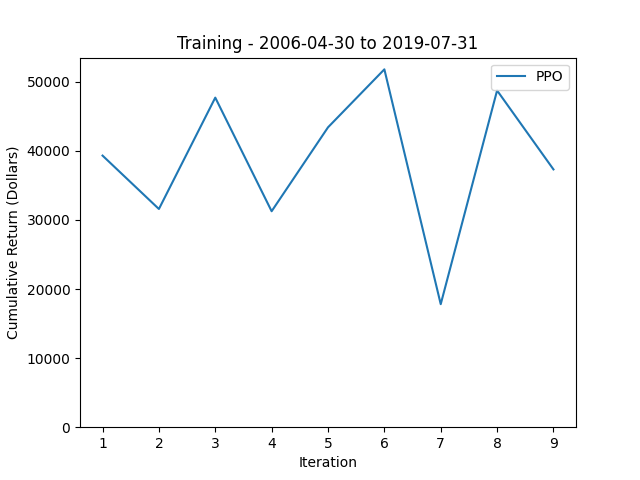 Training - 2006-04-30 to 2019-07-31
PPO
Cumulative Return (Dollars)
50000
40000
30000
20000
10000
0
1 2 3 4 5 6 7 8 9
Iteration